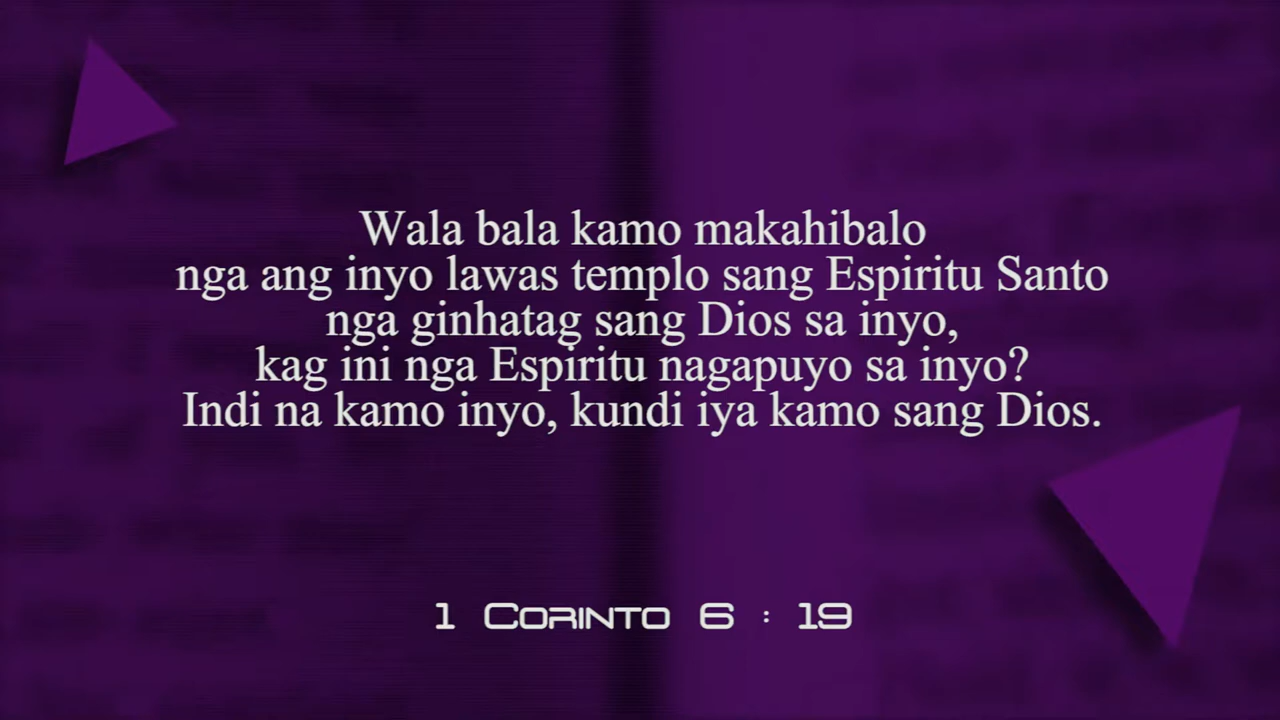 Wala bala kamo makahibalo
nga ang inyo lawas templo sang Espiritu Santo
nga ginhatag sang Dios sa inyo,
kag ini nga Espiritu nagapuyo sa inyo?
Indi na kamo inyo, kundi iya kamo sang Dios.
1 Corinto 6 : 19